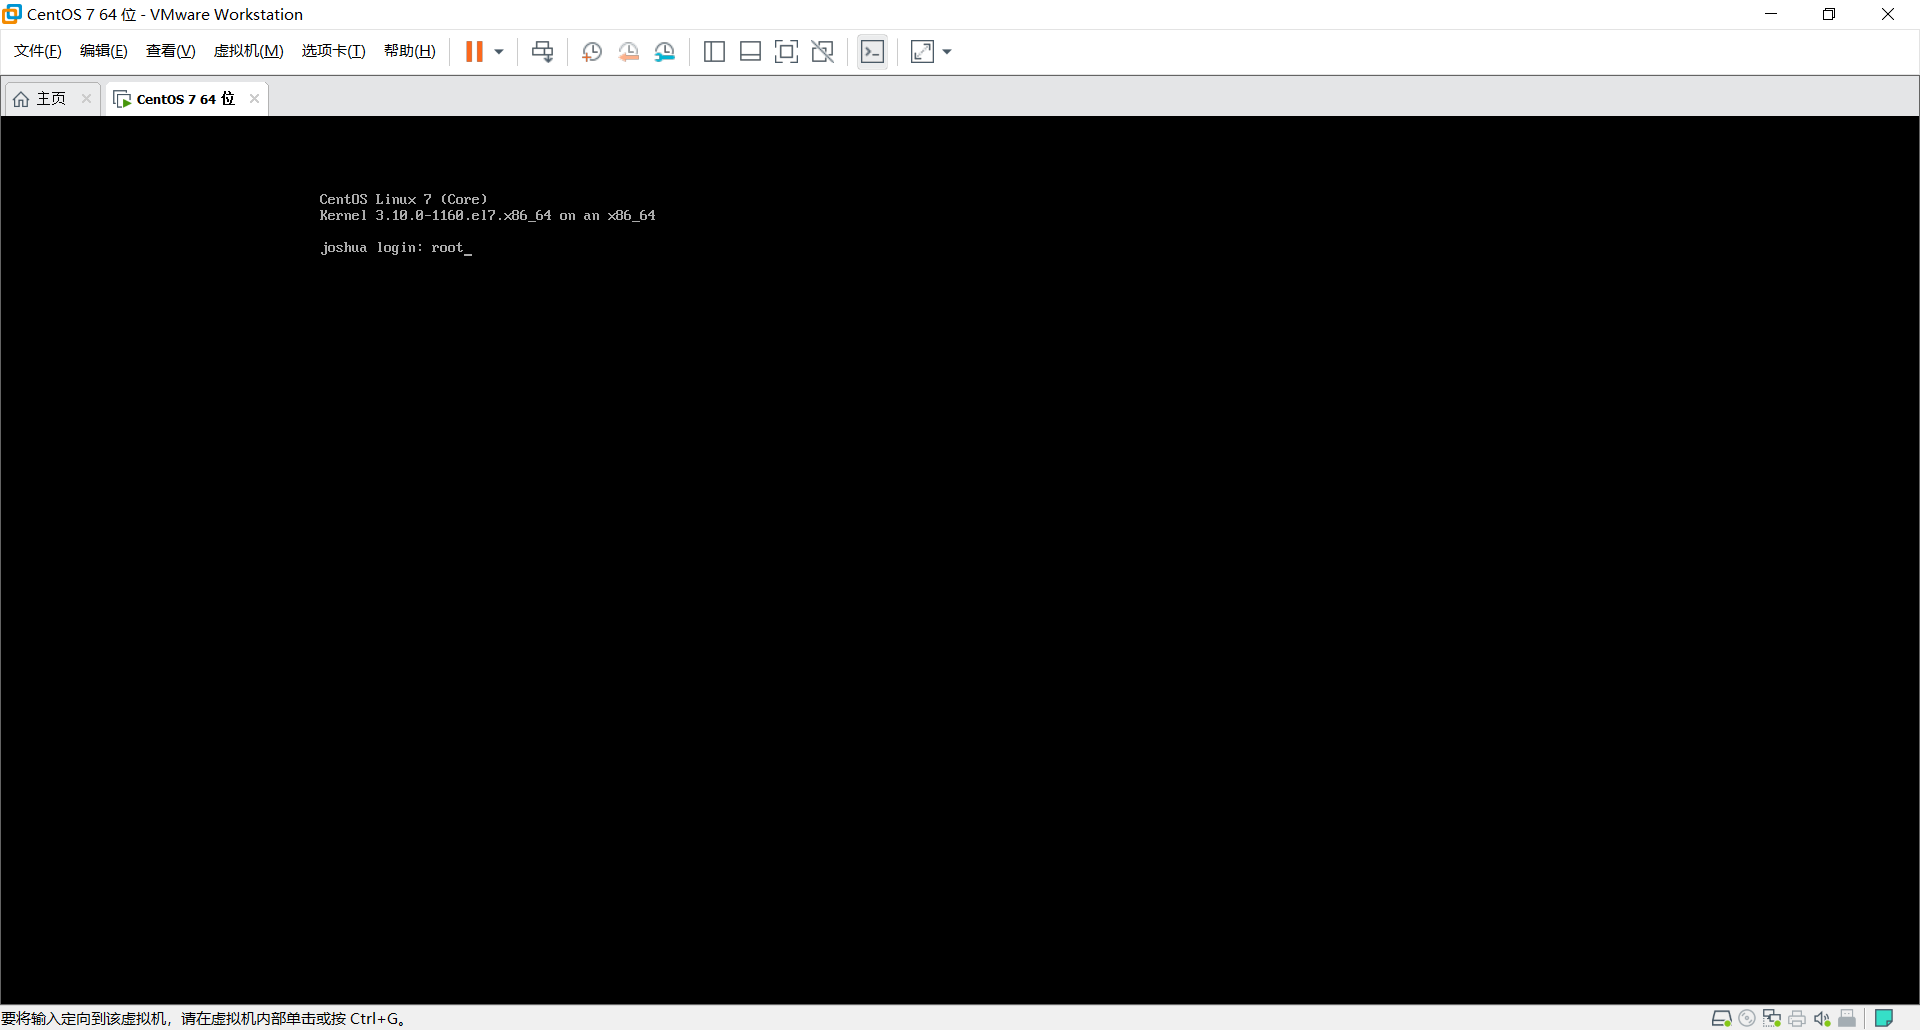 CentOS 7 64 位 - VMware Workstation
文件(F) 编辑(E) 查看(V) 虚拟机(M) 选项卡(T) 帮助(H)
主页 CentOS 7 64 位
CentOS Linux 7 (Core)
Kernel 3.10.0-1160.el7.x86_64 on an x86_64
joshua login: root_
要将输入定向到该虚拟机，请在虚拟机内部单击或按 Ctrl+G。